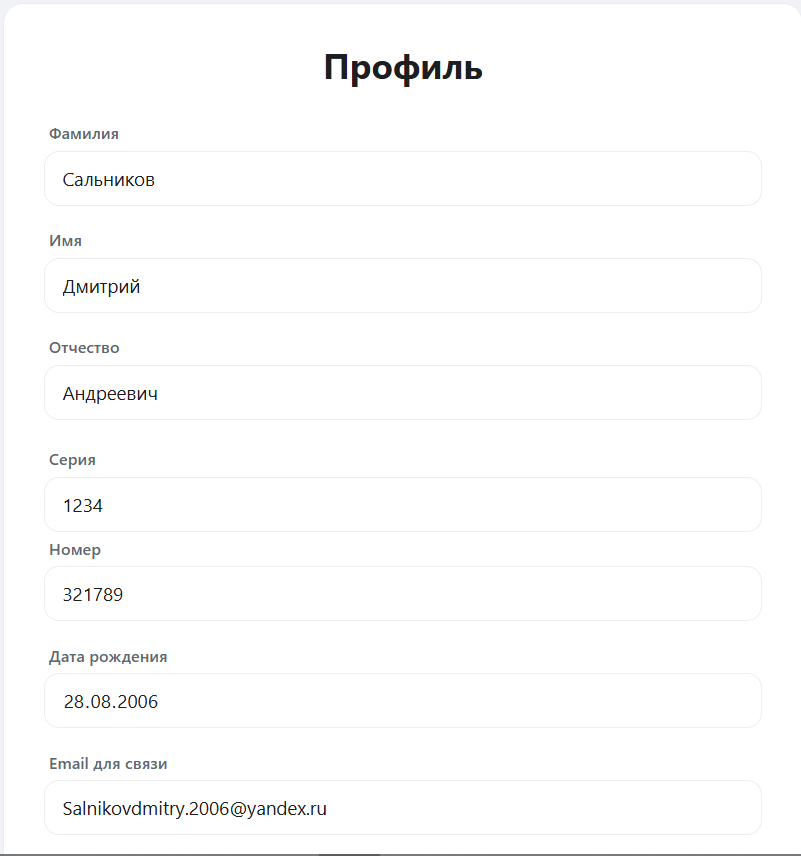 Профиль
Фамилия
Сальников
Имя
Дмитрий
Отчество
Андреевич
Серия
1234
Номер
321789
Дата рождения
28.08.2006
Email для связи
Salnikovdmitry.2006@yandex.ru